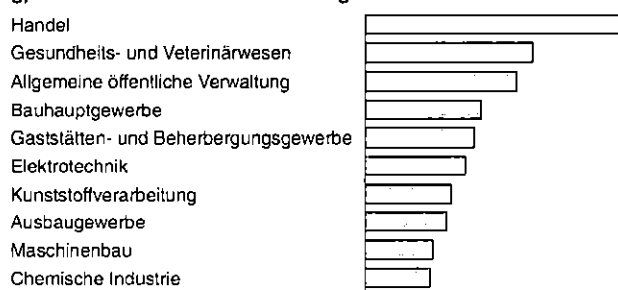 Handel
Gesundheits- und Veterinärwesen
Allgemeine öffentliche Verwaltung
Bauhauptgewerbe
Gaststätten- und Beherbergungsgewerbe
Elektrotechnik
Kunststoffverarbeitung
Ausbaugewerbe
Maschinenbau
Chemische Industrie